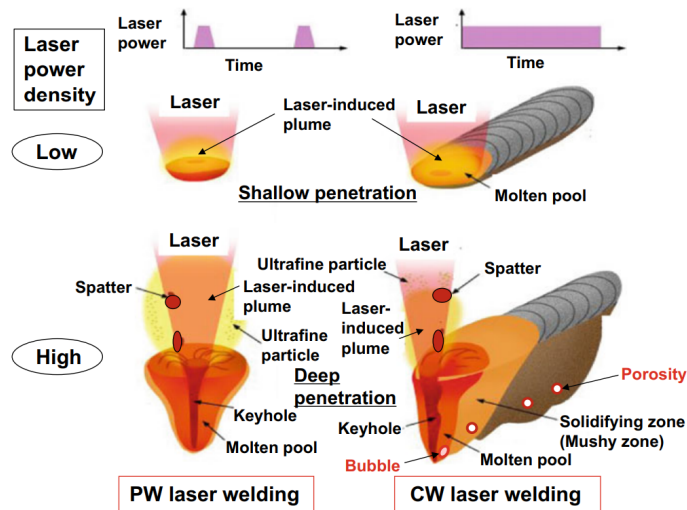 Laser
power
density
Laser
power
Time
Laser
power
Time
Low
Laser
Laser-induced
plume
Laser
Molten pool
Shallow penetration
High
Laser
Spatter
Laser-induced
plume
Ultrafine
particle
Keyhole
Molten pool
Deep
penetration
Laser
Ultrafine particle
Spatter
Laser-
induced
plume
Keyhole
Bubble
Molten pool
Porosity
Solidifying zone
(Mushy zone)
PW laser welding
CW laser welding